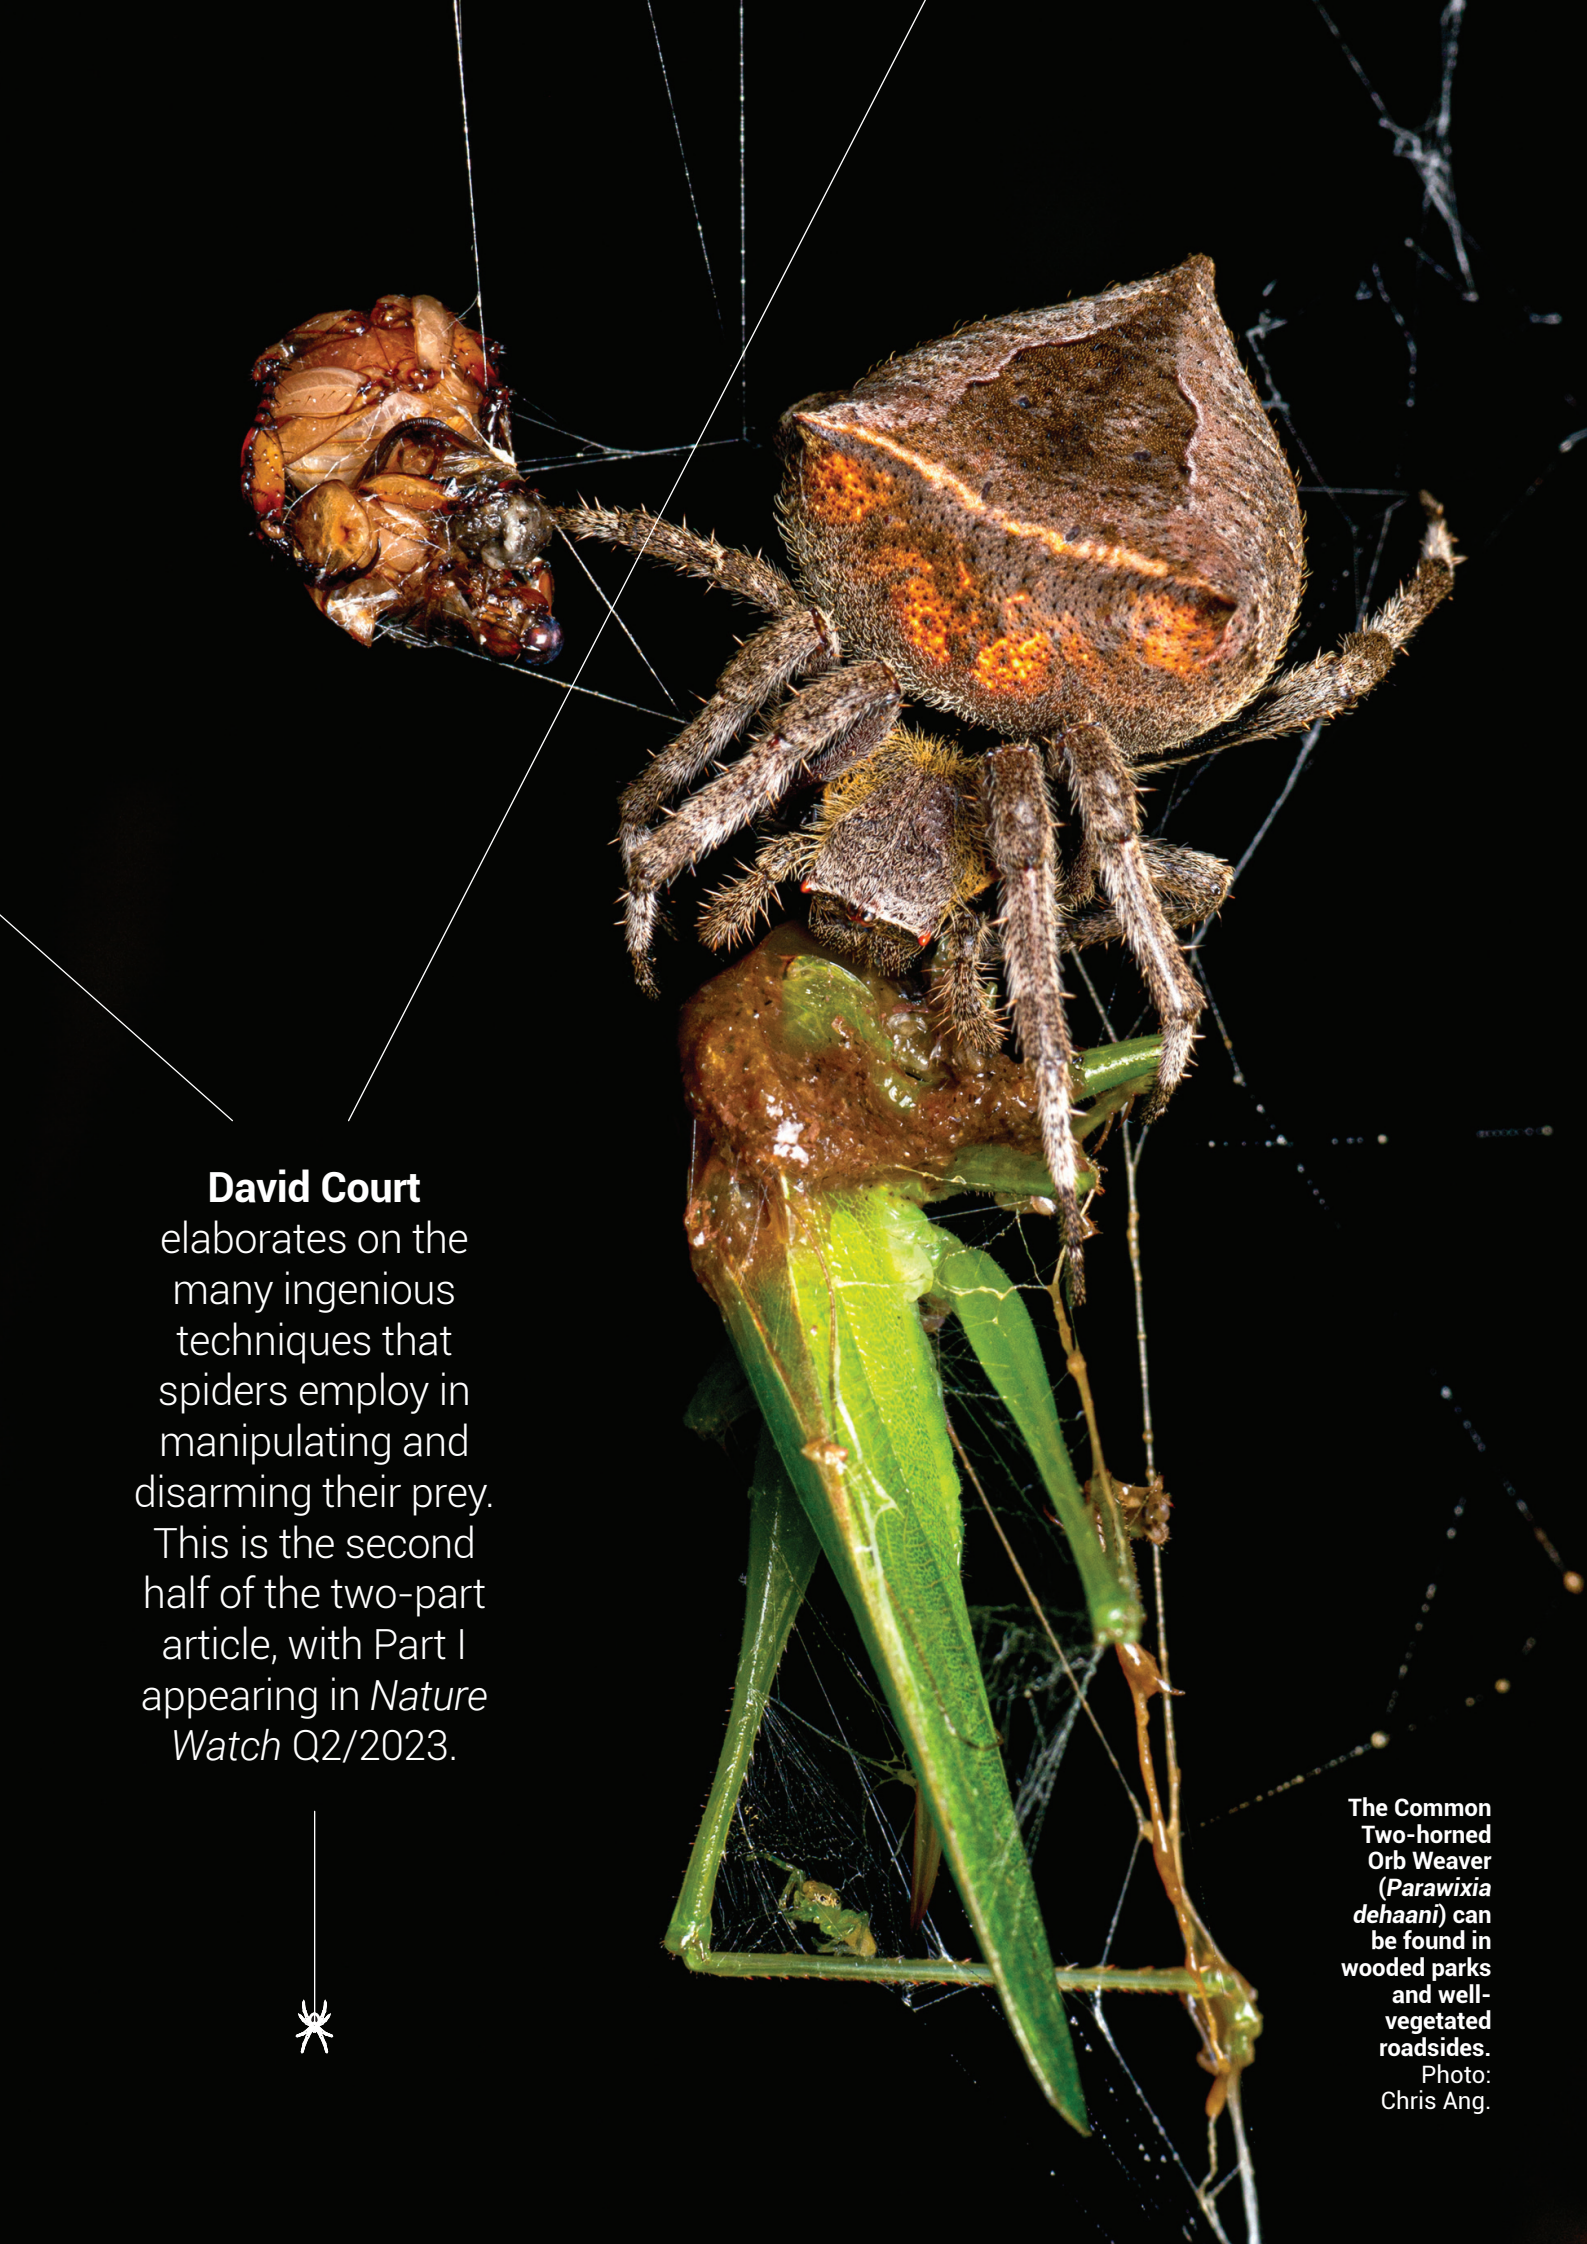 David Court
elaborates on the
many ingenious
techniques that
spiders employ in
manipulating and
disarming their prey.
This is the second
half of the two-part
article, with Part I
appearing in Nature
Watch Q2/2023.
The Common
Two-horned
Orb Weaver
(Parawixia
dehaani) can
be found in
wooded parks
and well-
vegetated
roadsides.
Photo:
Chris Ang.